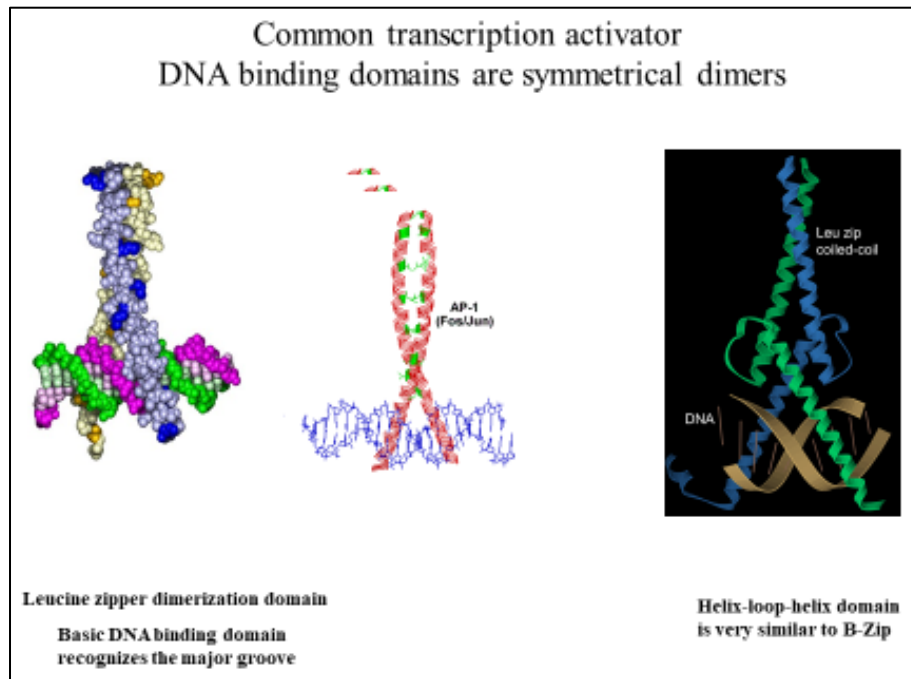 Common transcription activator
DNA binding domains are symmetrical dimers
Leu zip
coiled-coil
AP-1
(Fos/Jun)
DNA
Leucine zipper dimerization domain
Basic DNA binding domain
recognizes the major groove
Helix-loop-helix domain
is very similar to B-Zip